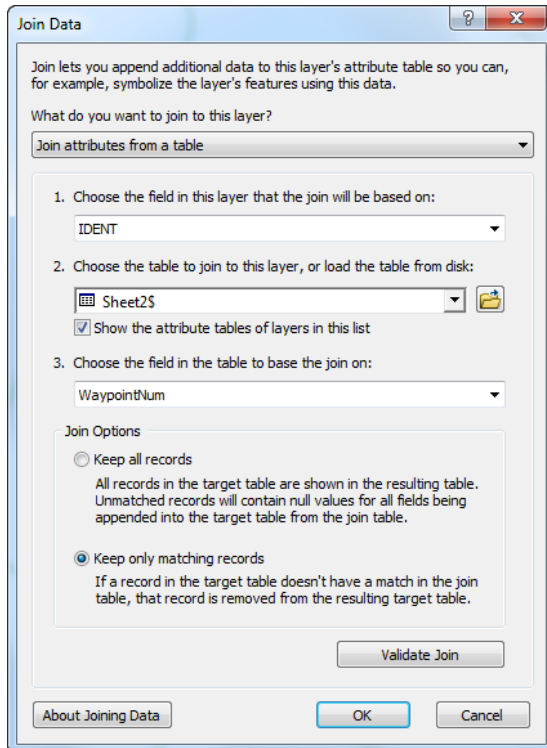 Join Data
?
Join lets you append additional data to this layer's attribute table so you can,
for example, symbolize the layer's features using this data.
What do you want to join to this layer?
Join attributes from a table
1. Choose the field in this layer that the join will be based on:
IDENT
2. Choose the table to join to this layer, or load the table from disk:
Sheet2$
Show the attribute tables of layers in this list
3. Choose the field in the table to base the join on:
WaypointNum
Join Options
Keep all records
All records in the target table are shown in the resulting table.
Unmatched records will contain null values for all fields being
appended into the target table from the join table.
Keep only matching records
If a record in the target table doesn't have a match in the join
table, that record is removed from the resulting target table.
Validate Join
About Joining Data
OK
Cancel